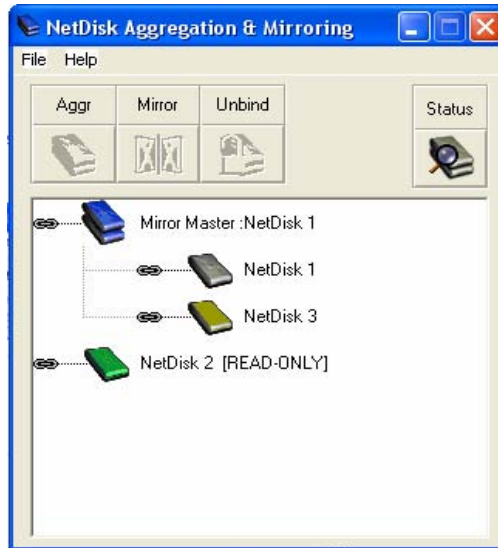 NetDisk Aggregation & Mirroring
File Help
Aggr Mirror Unbind Status
Mirror Master :NetDisk 1
NetDisk 1
NetDisk 3
NetDisk 2 [READ-ONLY]